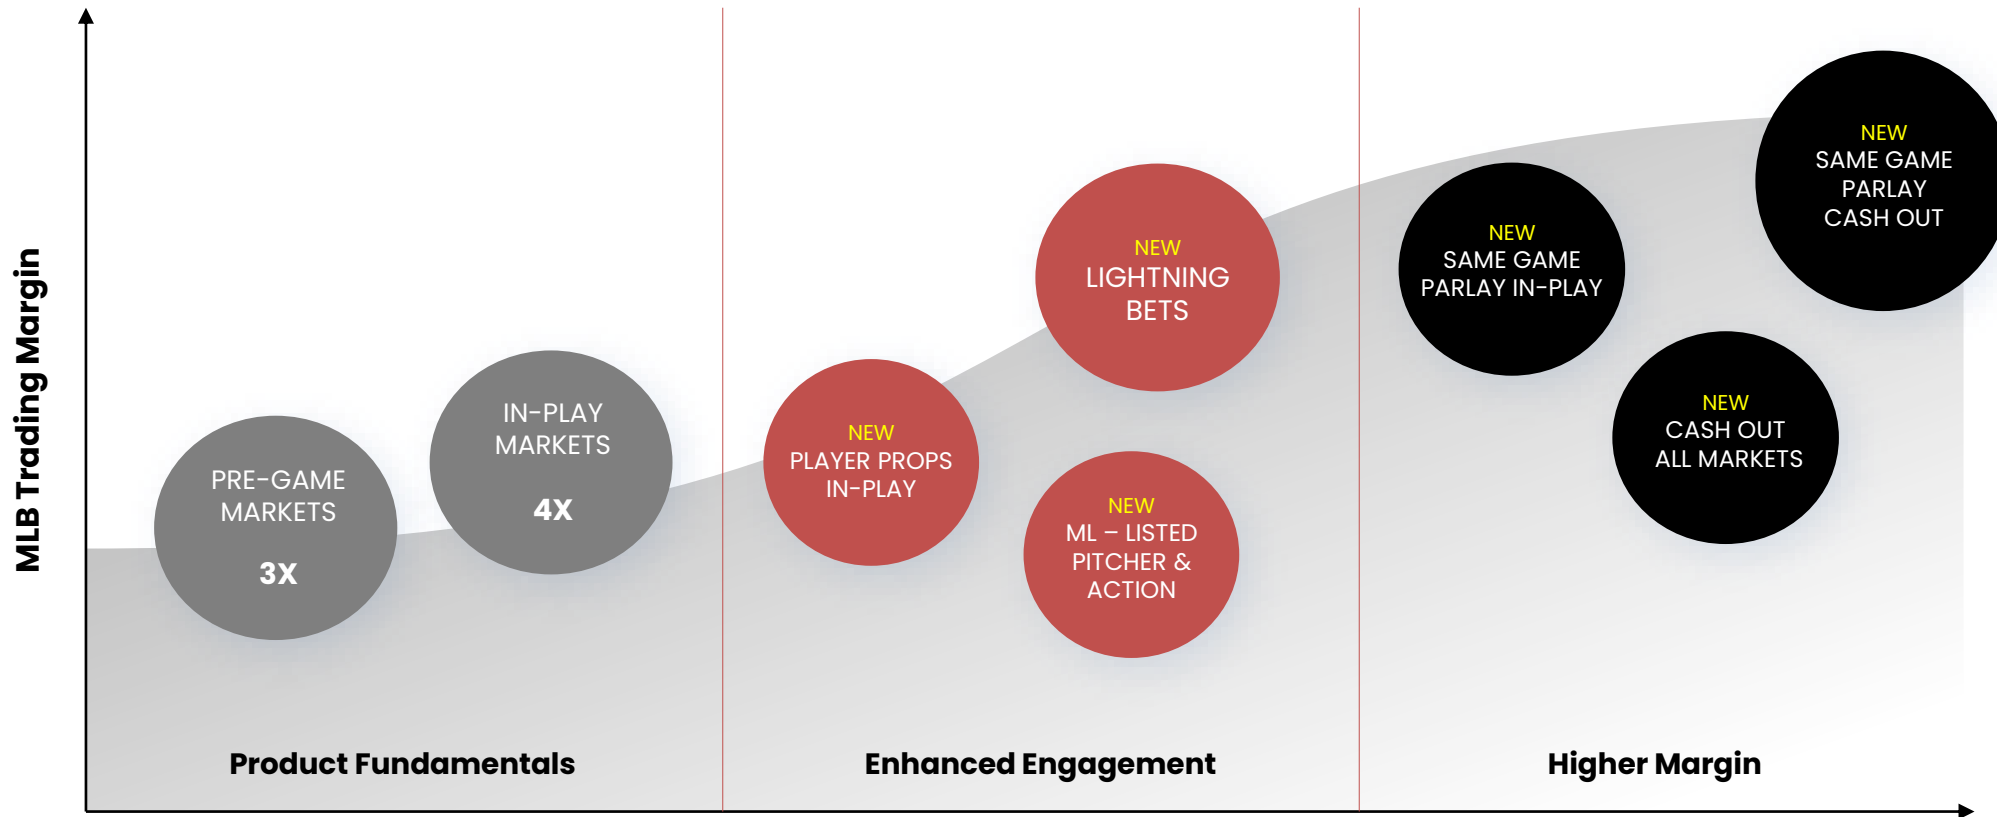 MLB Trading Margin
PRE-GAME
MARKETS
3X
IN-PLAY
MARKETS
4X
NEW
PLAYER PROPS
IN-PLAY
NEW
LIGHTNING
BETS
NEW
ML – LISTED
PITCHER &
ACTION
NEW
SAME GAME
PARLAY IN-PLAY
NEW
CASH OUT
ALL MARKETS
NEW
SAME GAME
PARLAY
CASH OUT
Product Fundamentals
Enhanced Engagement
Higher Margin